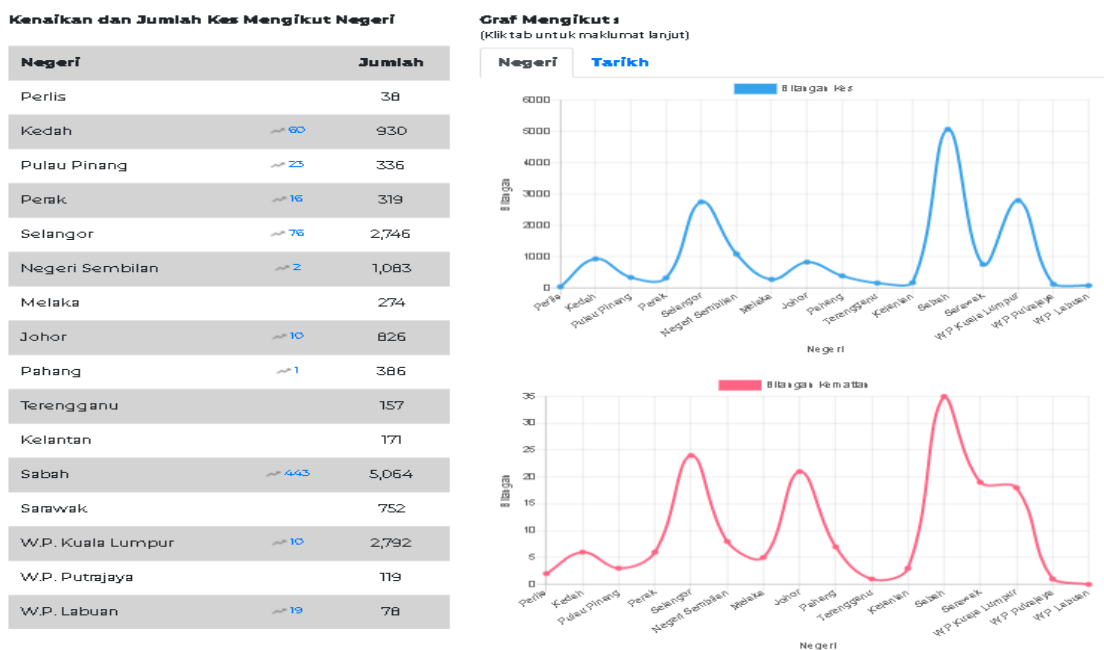 Kenaikan dan Jumlah Kes Mengikut Negeri
Negeri Jumlah
Perlis 38
Kedah 60 930
Pulau Pinang 23 336
Perak 16 319
Selangor 76 2,746
Negeri Sembilan 2 1,083
Melaka 274
Johor 10 826
Pahang 1 386
Terengganu 157
Kelantan 171
Sabah 443 5,064
Sarawak 752
W.P. Kuala Lumpur 10 2,792
W.P. Putrajaya 119
W.P. Labuan 19 78
Graf Mengikut :
(Klik tab untuk maklumat lanjut)
Negeri Tarikh
Bilangan Kes
6000
5000
4000
3000
2000
1000
0
Bilangan
Perlis Kedah Pulau Pinang Perak Selangor Negeri Sembilan Melaka Johor Pahang Terengganu Kelantan Sabah Sarawak WP Kuala Lumpur WP Putrajaya WP Labuan
Negeri
Bilangan Kematian
35
30
25
20
15
10
5
0
Bilangan
Perlis Kedah Pulau Pinang Perak Selangor Negeri Sembilan Melaka Johor Pahang Terengganu Kelantan Sabah Sarawak WP Kuala Lumpur WP Putrajaya WP Labuan
Negeri